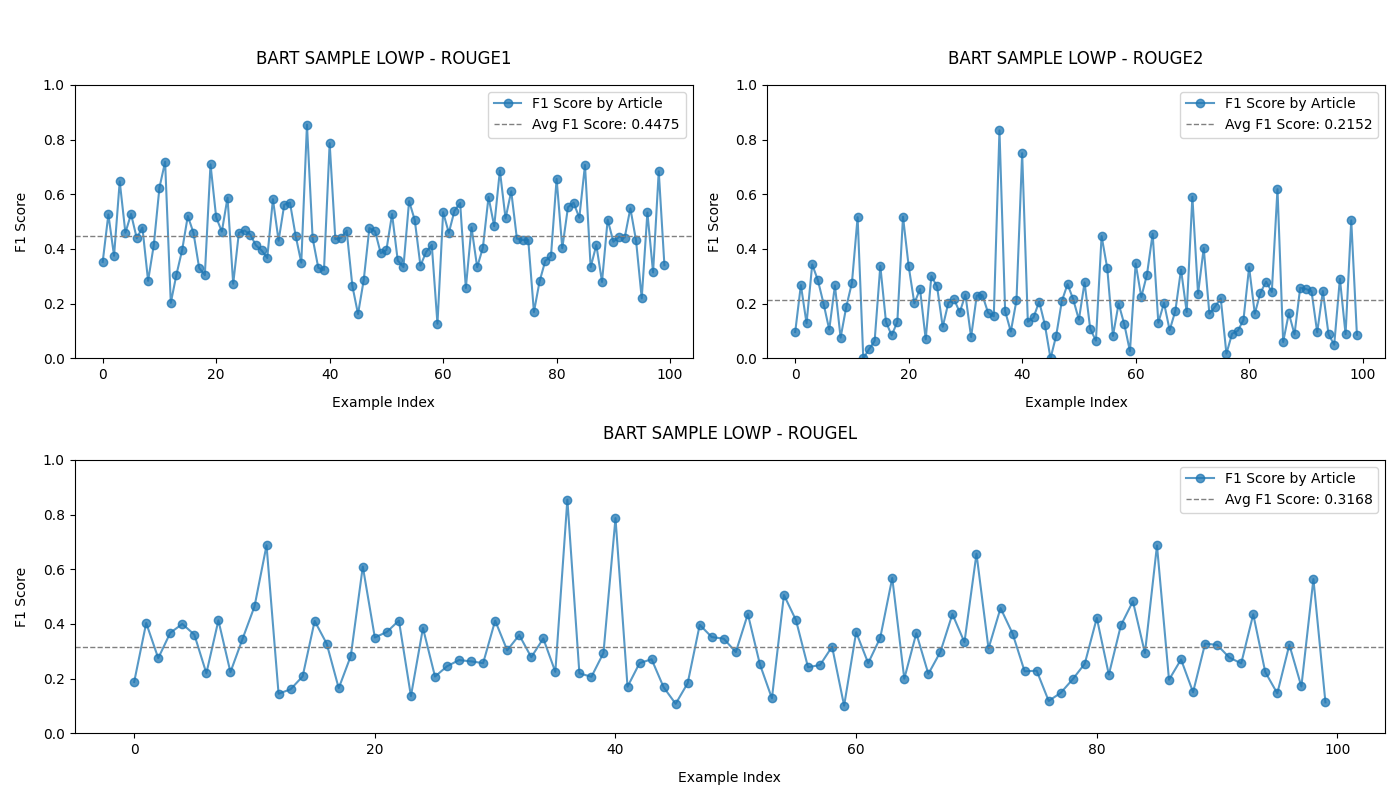 BART SAMPLE LOWP - ROUGE1
F1 Score
1.0
0.8
0.6
0.4
0.2
0.0
F1 Score by Article
Avg F1 Score: 0.4475
0 20 40 60 80 100
Example Index
BART SAMPLE LOWP - ROUGE2
F1 Score
1.0
0.8
0.6
0.4
0.2
0.0
F1 Score by Article
Avg F1 Score: 0.2152
0 20 40 60 80 100
Example Index
BART SAMPLE LOWP - ROUGEL
F1 Score
1.0
0.8
0.6
0.4
0.2
0.0
F1 Score by Article
Avg F1 Score: 0.3168
0 20 40 60 80 100
Example Index